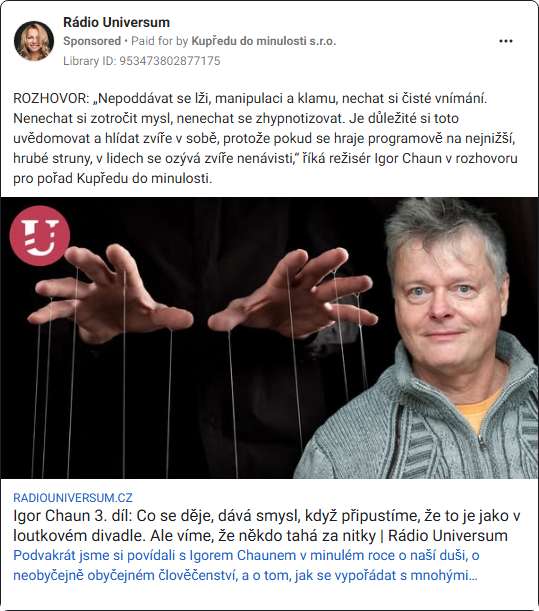 Rádio Universum
Sponsored • Paid for by Kupředu do minulosti s.r.o.
Library ID: 953473802877175
ROZHOVOR: „Nepoddávat se lži, manipulaci a klamu, nechat si čisté vnímání.
Nenechat si zotročit mysl, nenechat se zhypnotizovat. Je důležité si toto
uvědomovat a hlídat zvíře v sobě, protože pokud se hraje programově na nejnižší,
hrubé struny, v lidech se ozývá zvíře nenávisti,“ říká režisér Igor Chaun v rozhovoru
pro pořad Kupředu do minulosti.
U
RADIOUNIVERSUM.CZ
Igor Chaun 3. díl: Co se děje, dává smysl, když připustíme, že to je jako v
loutkovém divadle. Ale víme, že někdo tahá za nitky | Rádio Universum
Podvakrát jsme si povídali s Igorem Chaunem v minulém roce o naší duši, o
neobyčejně obyčejném člověčenství, a o tom, jak se vypořádat s mnohými…